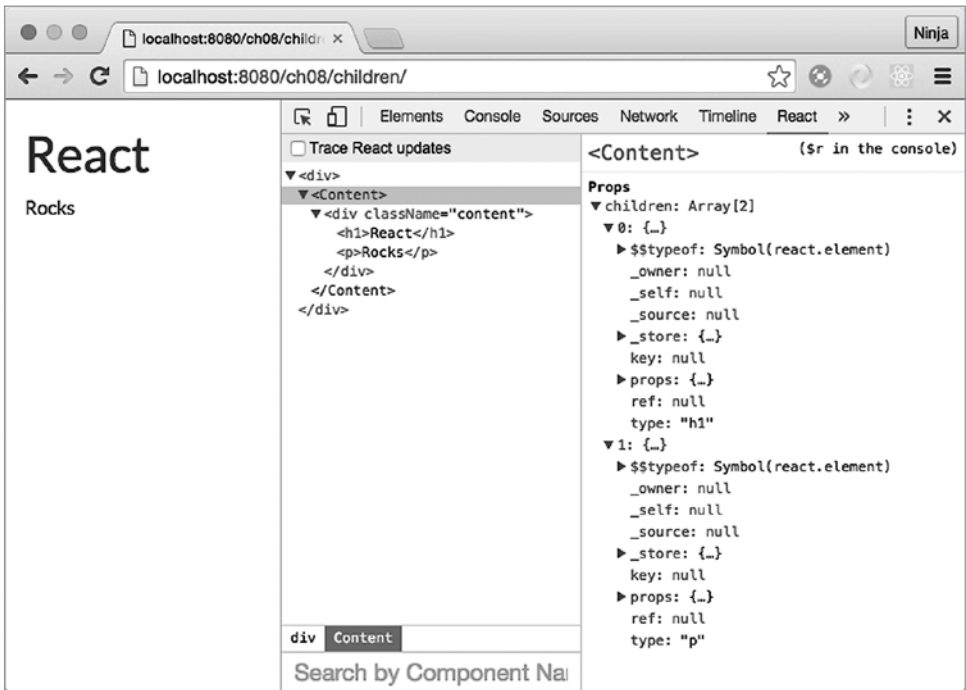 localhost:8080/ch08/childre
Ninja
localhost:8080/ch08/children/
React
Rocks
Elements Console Sources Network Timeline React »
Trace React updates
▼<div>
▼<Content>
▼<div className="content">
<h1>React</h1>
<p>Rocks</p>
</div>
</Content>
</div>
div Content
Search by Component Na
<Content> ($r in the console)
Props
▼children: Array[2]
▼0: {…}
▶$$typeof: Symbol(react.element)
_owner: null
_self: null
_source: null
▶_store: {…}
key: null
▶props: {…}
ref: null
type: "h1"
▼1: {…}
▶$$typeof: Symbol(react.element)
_owner: null
_self: null
_source: null
▶_store: {…}
key: null
▶props: {…}
ref: null
type: "p"